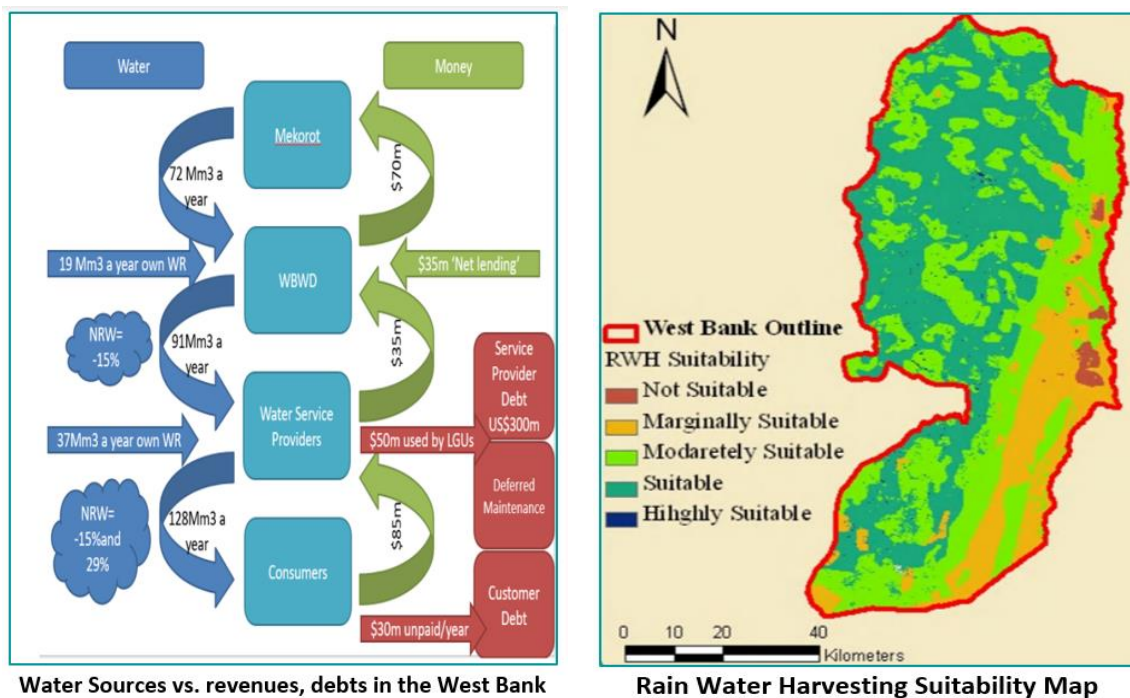 Water
Money
Mekorot
72 Mm3 a
year
$70m
19 Mm3 a year own WR
WBWD
$35m 'Net lending'
NRW=
-15%
91Mm3 a
year
$35m
Service
Provider
Debt
US$300m
37Mm3 a year own WR
Water Service
Providers
$50m used by LGUs
Deferred
Maintenance
NRW=
-15%and
29%
128Mm3 a
year
$85m
Consumers
Customer
Debt
$30m unpaid/year
Water Sources vs. revenues, debts in the West Bank
N
West Bank Outline
RWH Suitability
Not Suitable
Marginally Suitable
Modaretely Suitable
Suitable
Hihghly Suitable
0 10 20 40
Kilometers
Rain Water Harvesting Suitability Map